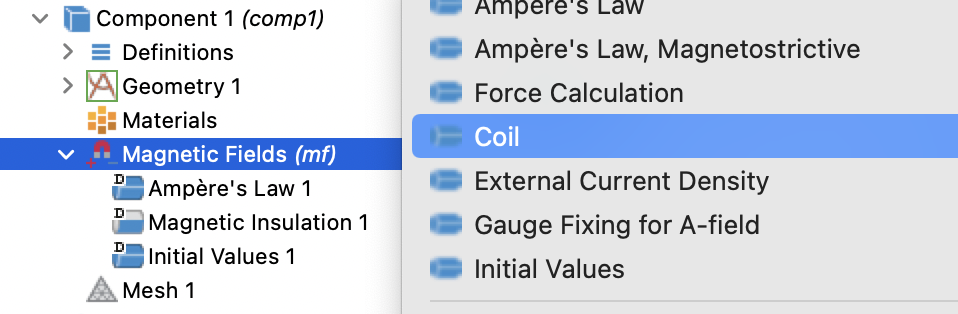 Component 1 (comp1)
Definitions
Geometry 1
Materials
Magnetic Fields (mf)
D Ampère's Law 1
D Magnetic Insulation 1
D Initial Values 1
Mesh 1
Ampère's Law
Ampère's Law, Magnetostrictive
Force Calculation
Coil
External Current Density
Gauge Fixing for A-field
Initial Values